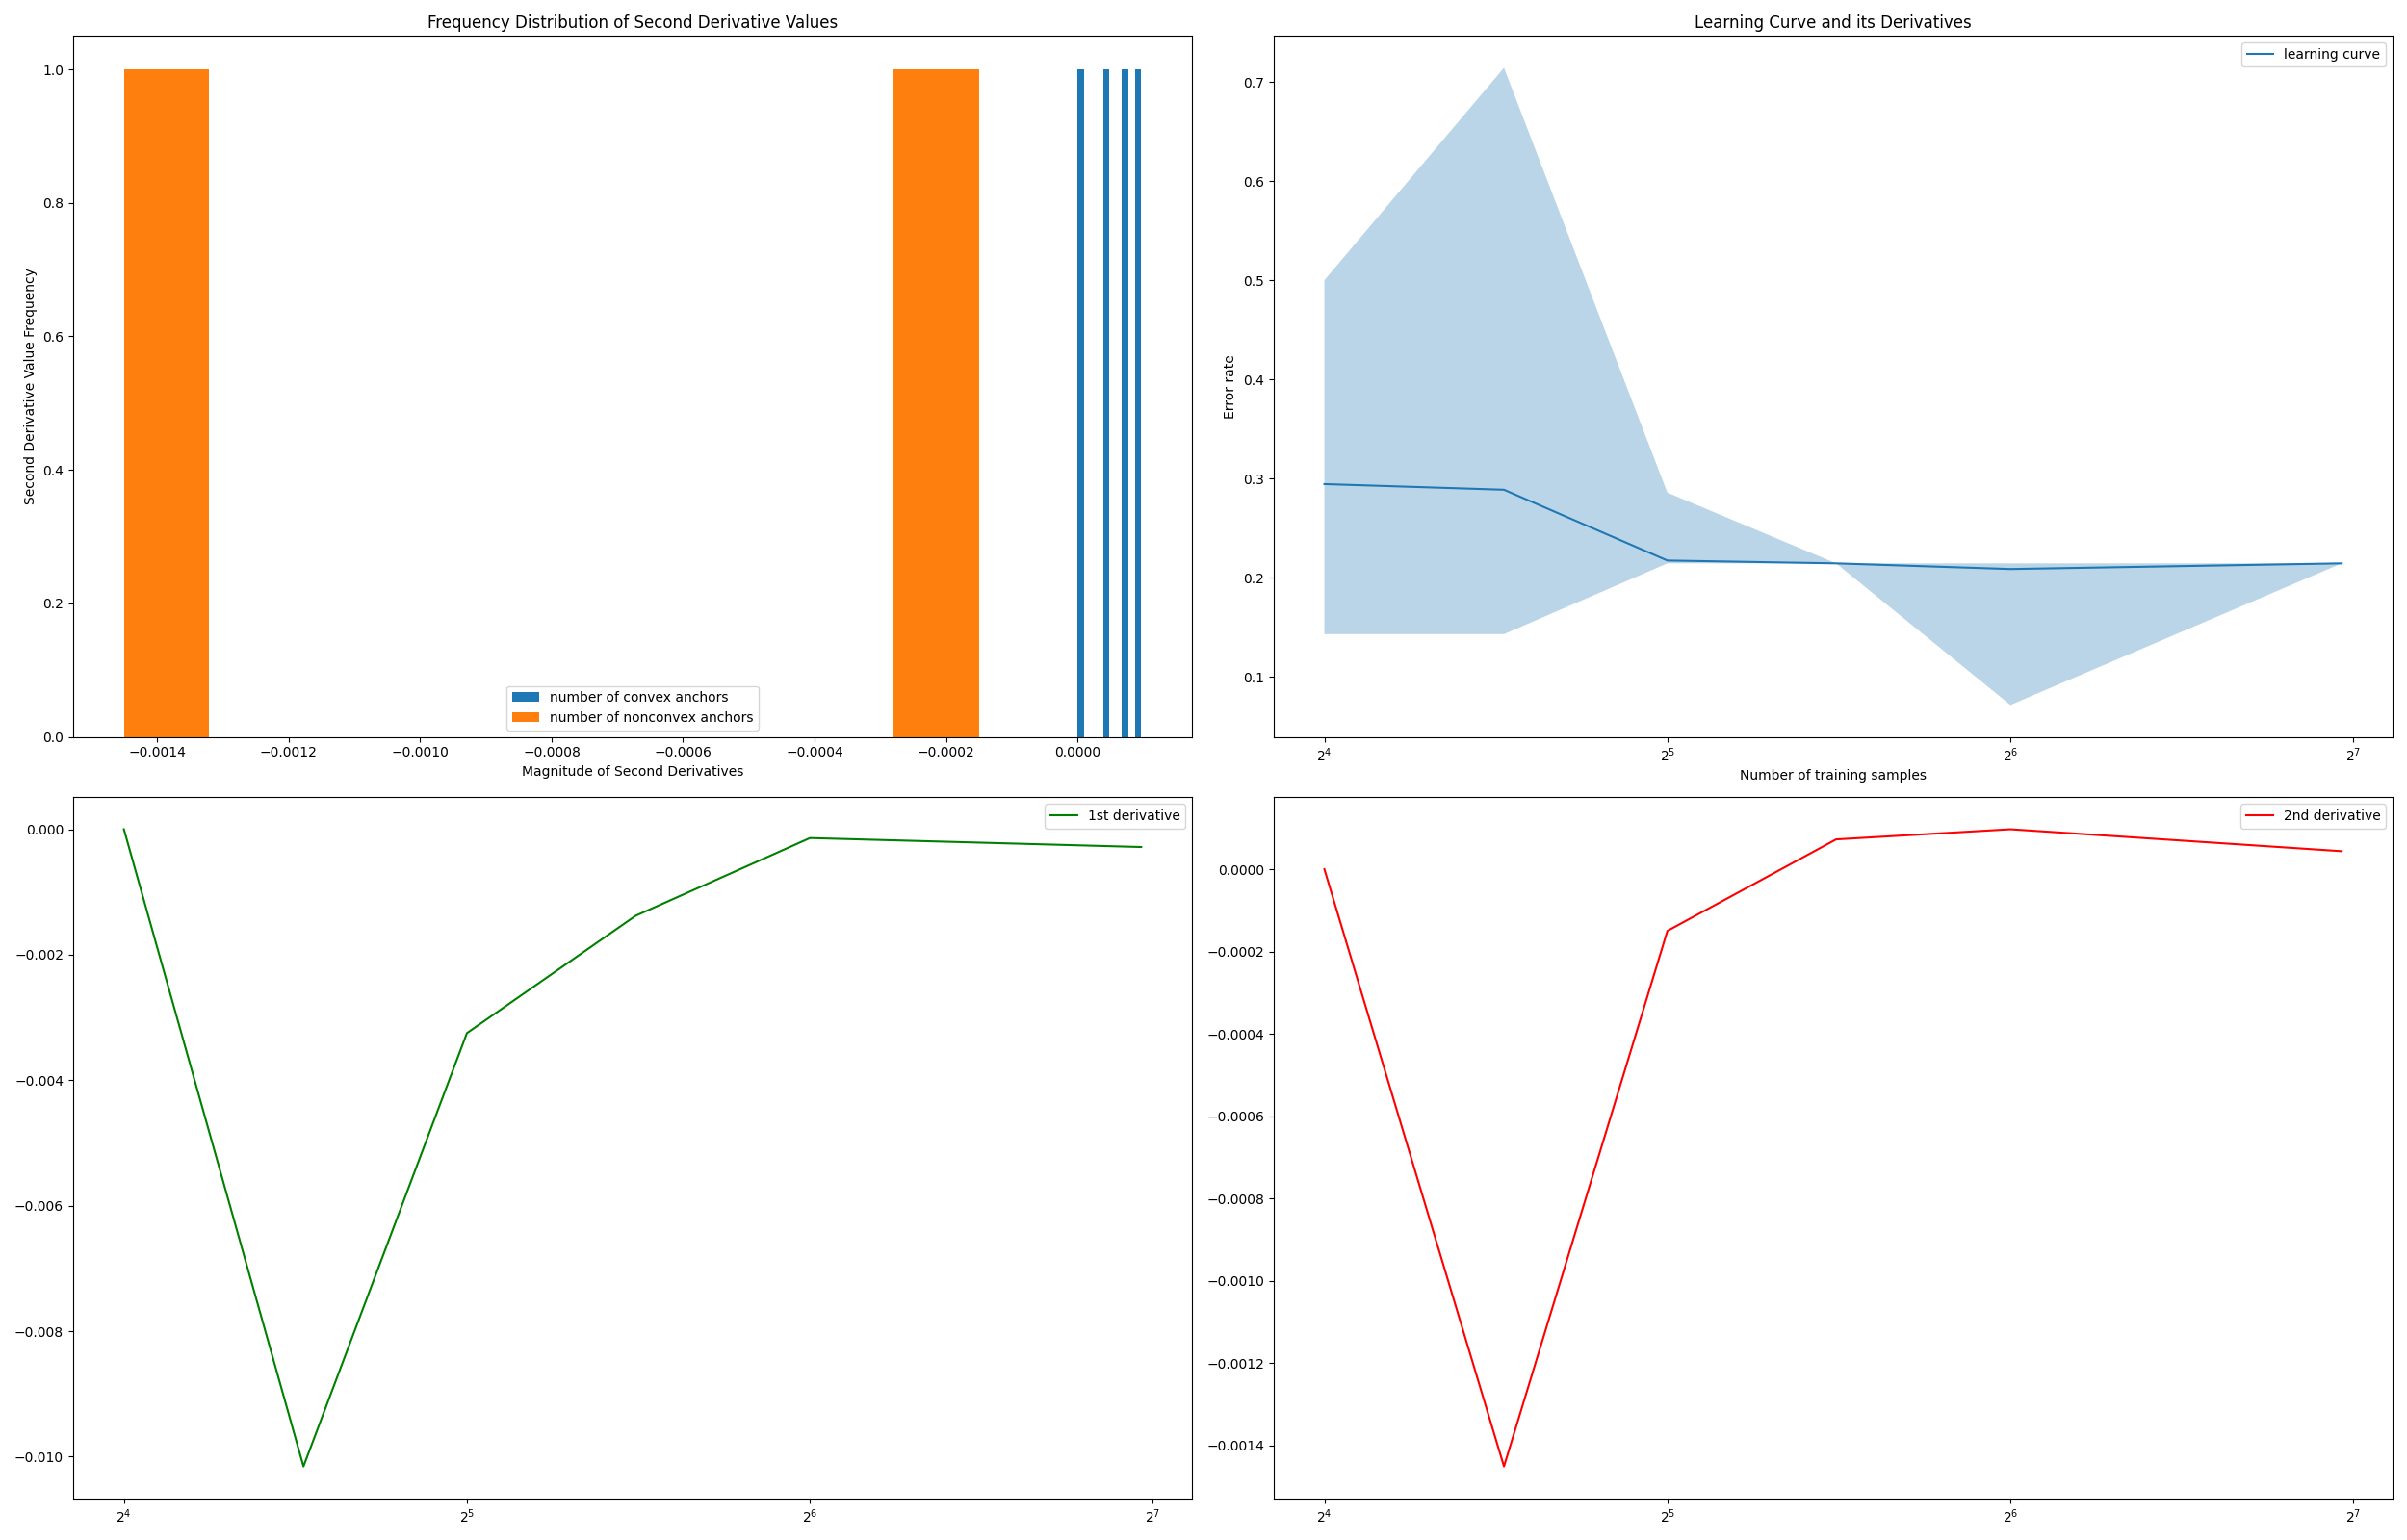 Frequency Distribution of Second Derivative Values
1.0
0.8
0.6
0.4
0.2
0.0
Second Derivative Value Frequency
number of convex anchors
number of nonconvex anchors
−0.0014 −0.0012 −0.0010 −0.0008 −0.0006 −0.0004 −0.0002 0.0000
Magnitude of Second Derivatives
Learning Curve and its Derivatives
learning curve
0.7
0.6
0.5
0.4
0.3
0.2
0.1
Error rate
2⁴ 2⁵ 2⁶ 2⁷
Number of training samples
1st derivative
0.000
−0.002
−0.004
−0.006
−0.008
−0.010
2⁴ 2⁵ 2⁶ 2⁷
2nd derivative
0.0000
−0.0002
−0.0004
−0.0006
−0.0008
−0.0010
−0.0012
−0.0014
2⁴ 2⁵ 2⁶ 2⁷